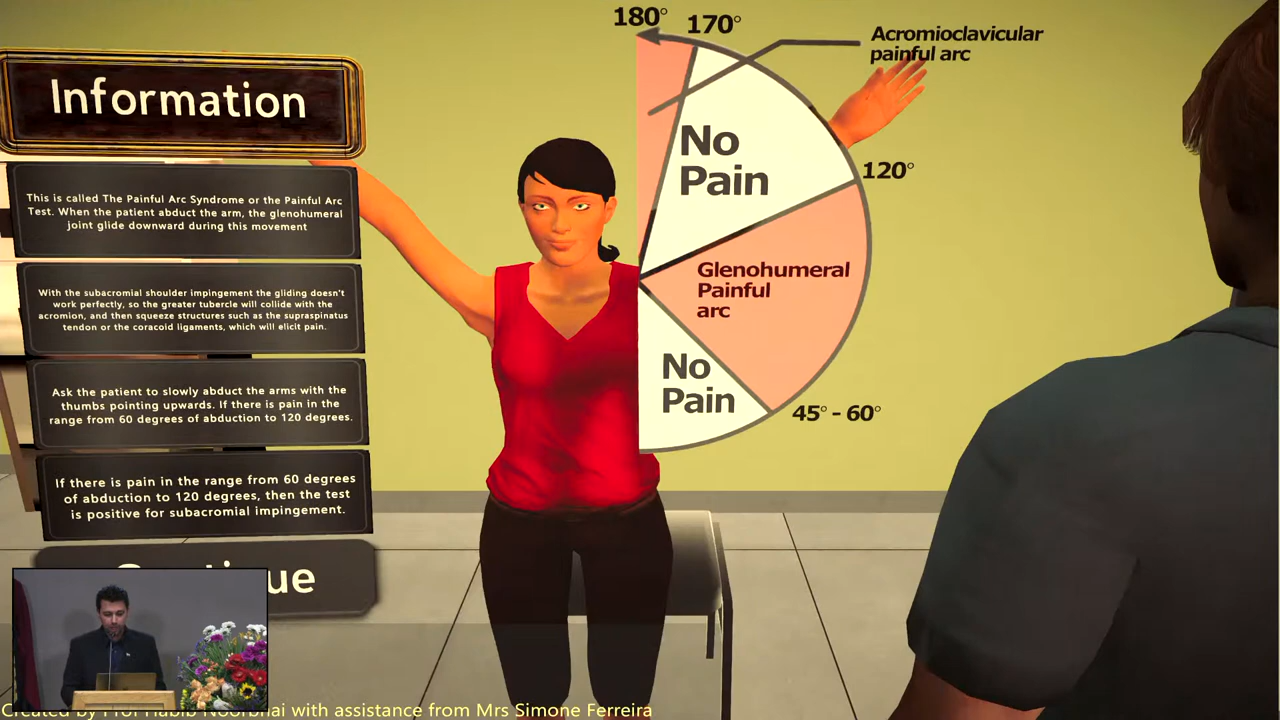 Information
This is called The Painful Arc Syndrome or the Painful Arc
Test. When the patient abduct the arm, the glenohumeral
joint glide downward during this movement
With the subacromial shoulder impingement the gliding doesn't
work perfectly, so the greater tubercle will collide with the
acromion, and then squeeze structures such as the supraspinatus
tendon or the coracoid ligaments, which will elicit pain.
Ask the patient to slowly abduct the arms with the
thumbs pointing upwards. If there is pain in the
range from 60 degrees of abduction to 120 degrees.
If there is pain in the range from 60 degrees
of abduction to 120 degrees, then the test
is positive for subacromial impingement.
180° 170°
Acromioclavicular
painful arc
No
Pain
120°
Glenohumeral
Painful
arc
No
Pain
45° - 60°
Created by Prof Habib Noorbhai with assistance from Mrs Simone Ferreira